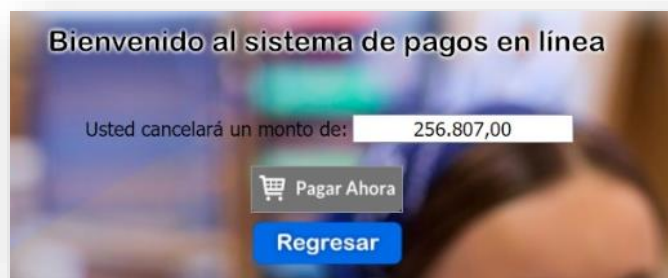 Bienvenido al sistema de pagos en línea
Usted cancelará un monto de: 256.807,00
Pagar Ahora
Regresar